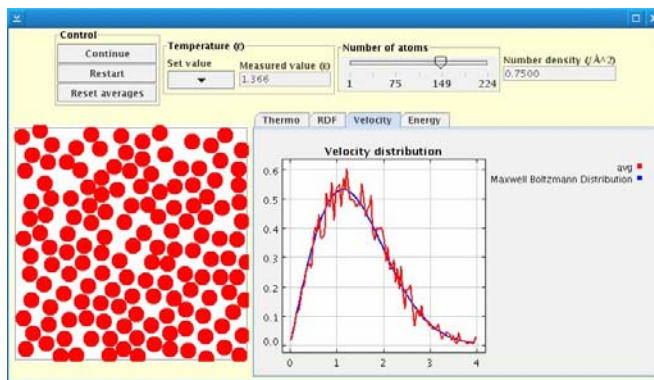 Control
Continue
Restart
Reset averages
Temperature (ε)
Set value
Measured value (ε)
1.366
Number of atoms
1 75 149 224
Number density (/Å^2)
0.7500
Thermo RDF Velocity Energy
Velocity distribution
avg
Maxwell Boltzmann Distribution
0.6
0.5
0.4
0.3
0.2
0.1
0.0
0 1 2 3 4